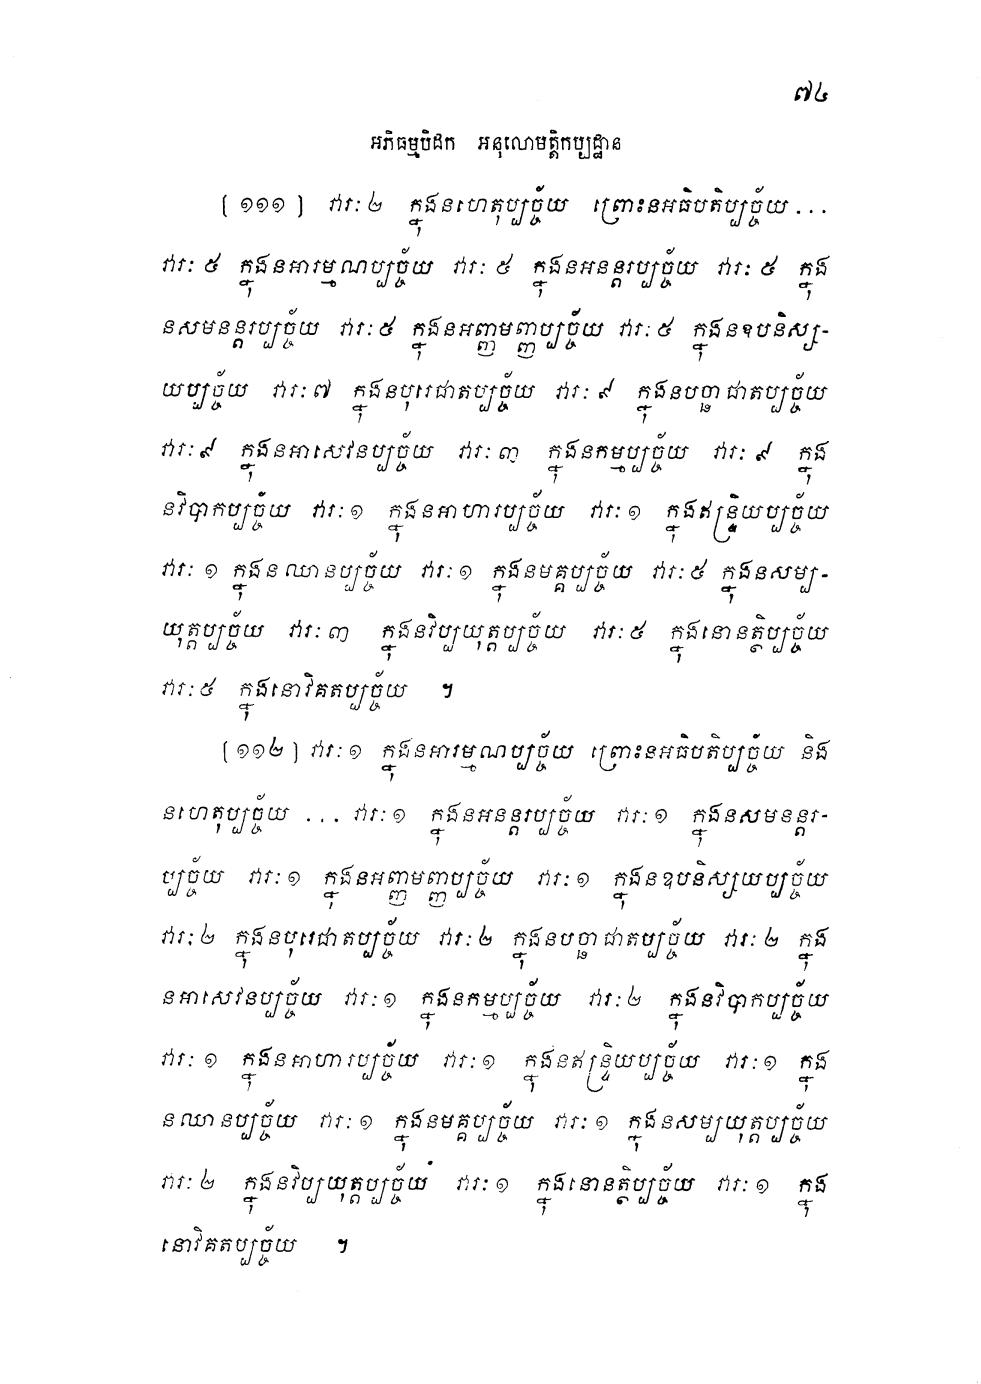 ៧៤
អភិធម្មបិដក អនុលោមត្តិកប្បដ្ឋាន
[១១១] វារៈ២ ក្នុងនហេតុប្បច្ច័យ ព្រោះនអធិបតិប្បច្ច័យ...
វារៈ៥ ក្នុងនអារម្មណប្បច្ច័យ វារៈ៥ ក្នុងនអនន្តរប្បច្ច័យ វារៈ៥ ក្នុង
នសមនន្តរប្បច្ច័យ វារៈ៥ ក្នុងនអញ្ញមញ្ញប្បច្ច័យ វារៈ៥ ក្នុងនឧបនិស្ស-
យប្បច្ច័យ វារៈ៧ ក្នុងនបុរេជាតប្បច្ច័យ វារៈ៩ ក្នុងនបច្ឆាជាតប្បច្ច័យ
វារៈ៩ ក្នុងនអាសេវនប្បច្ច័យ វារៈ៣ ក្នុងនកម្មប្បច្ច័យ វារៈ៩ ក្នុង
នវិបាកប្បច្ច័យ វារៈ១ ក្នុងនអាហារប្បច្ច័យ វារៈ១ ក្នុងឥន្ទ្រិយប្បច្ច័យ
វារៈ១ ក្នុងនឈានប្បច្ច័យ វារៈ១ ក្នុងនមគ្គប្បច្ច័យ វារៈ៥ ក្នុងនសម្ប-
យុត្តប្បច្ច័យ វារៈ៣ ក្នុងនវិប្បយុត្តប្បច្ច័យ វារៈ៥ ក្នុងនោនត្ថិប្បច្ច័យ
វារៈ៥ ក្នុងនោវិគតប្បច្ច័យ ។
[១១២] វារៈ១ ក្នុងនអារម្មណប្បច្ច័យ ព្រោះនអធិបតិប្បច្ច័យ និង
នហេតុប្បច្ច័យ ... វារៈ១ ក្នុងនអនន្តរប្បច្ច័យ វារៈ១ ក្នុងនសមនន្តរ-
ប្បច្ច័យ វារៈ១ ក្នុងនអញ្ញមញ្ញប្បច្ច័យ វារៈ១ ក្នុងនឧបនិស្សយប្បច្ច័យ
វារៈ២ ក្នុងនបុរេជាតប្បច្ច័យ វារៈ២ ក្នុងនបច្ឆាជាតប្បច្ច័យ វារៈ២ ក្នុង
នអាសេវនប្បច្ច័យ វារៈ១ ក្នុងនកម្មប្បច្ច័យ វារៈ២ ក្នុងនវិបាកប្បច្ច័យ
វារៈ១ ក្នុងនអាហារប្បច្ច័យ វារៈ១ ក្នុងនឥន្ទ្រិយប្បច្ច័យ វារៈ១ ក្នុង
នឈានប្បច្ច័យ វារៈ១ ក្នុងនមគ្គប្បច្ច័យ វារៈ១ ក្នុងនសម្បយុត្តប្បច្ច័យ
វារៈ២ ក្នុងនវិប្បយុត្តប្បច្ច័យ វារៈ១ ក្នុងនោនត្ថិប្បច្ច័យ វារៈ១ ក្នុង
នោវិគតប្បច្ច័យ ។